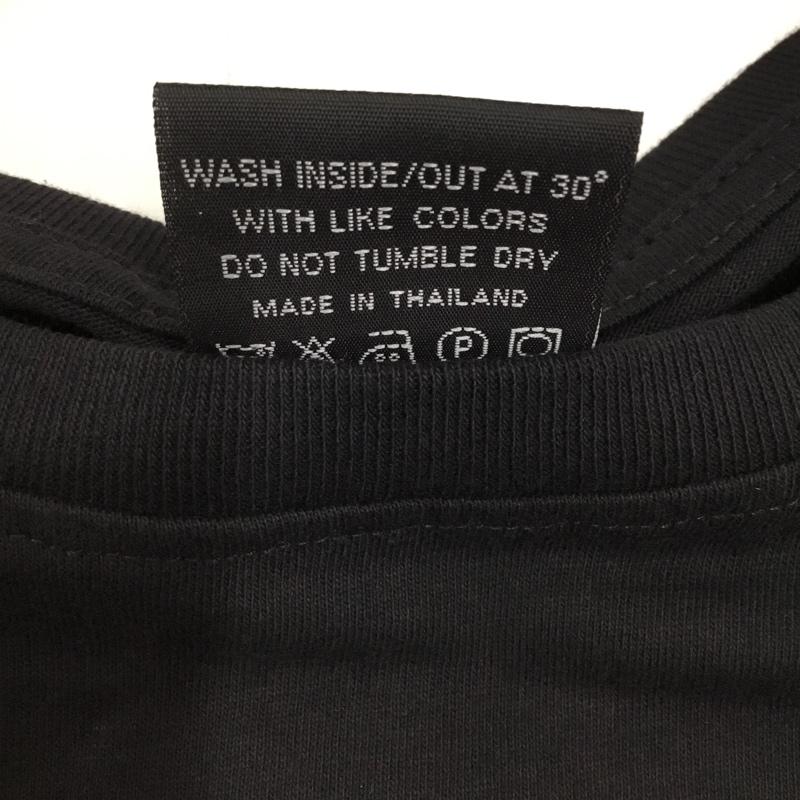 WASH INSIDE/OUT AT 30°
WITH LIKE COLORS
DO NOT TUMBLE DRY
MADE IN THAILAND
P